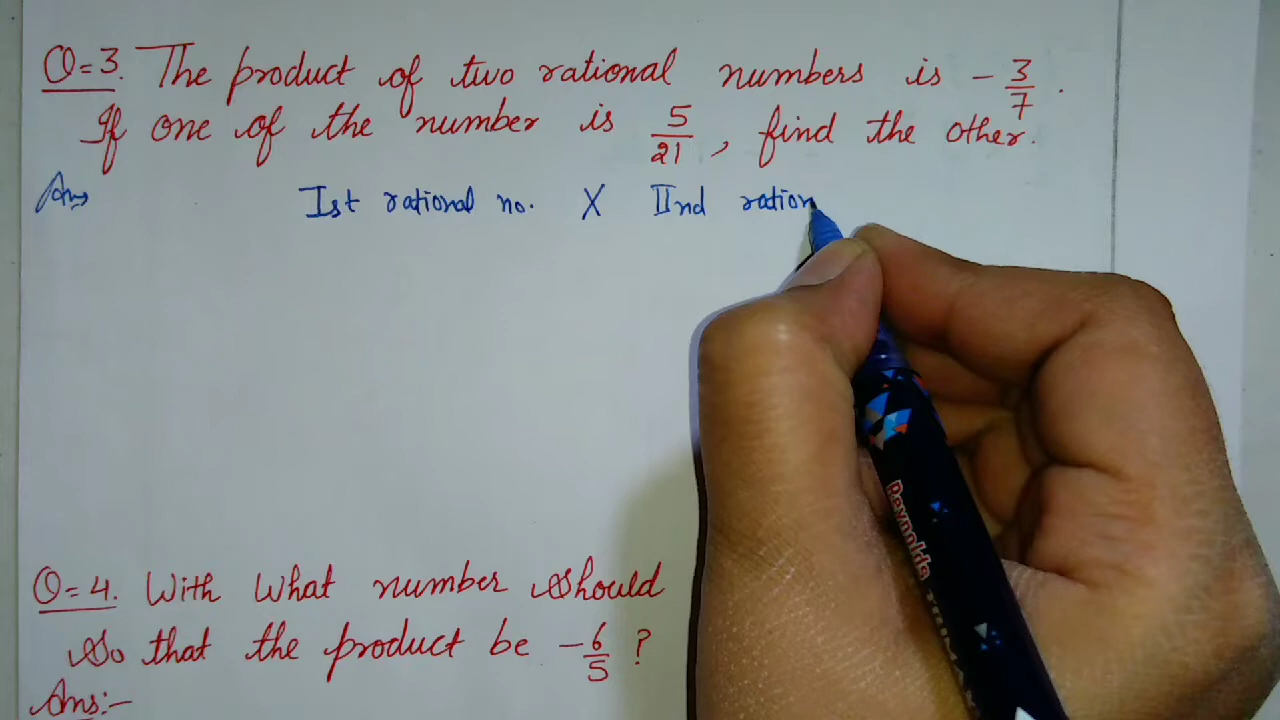 Q=3. The product of two rational numbers is - 3/7.
If one of the number is 5/21, find the other.
Ans
Ist rational no. X IInd ration
Q=4. With what number should
so that the product be - 6/5 ?
Ans:-
Reynolds